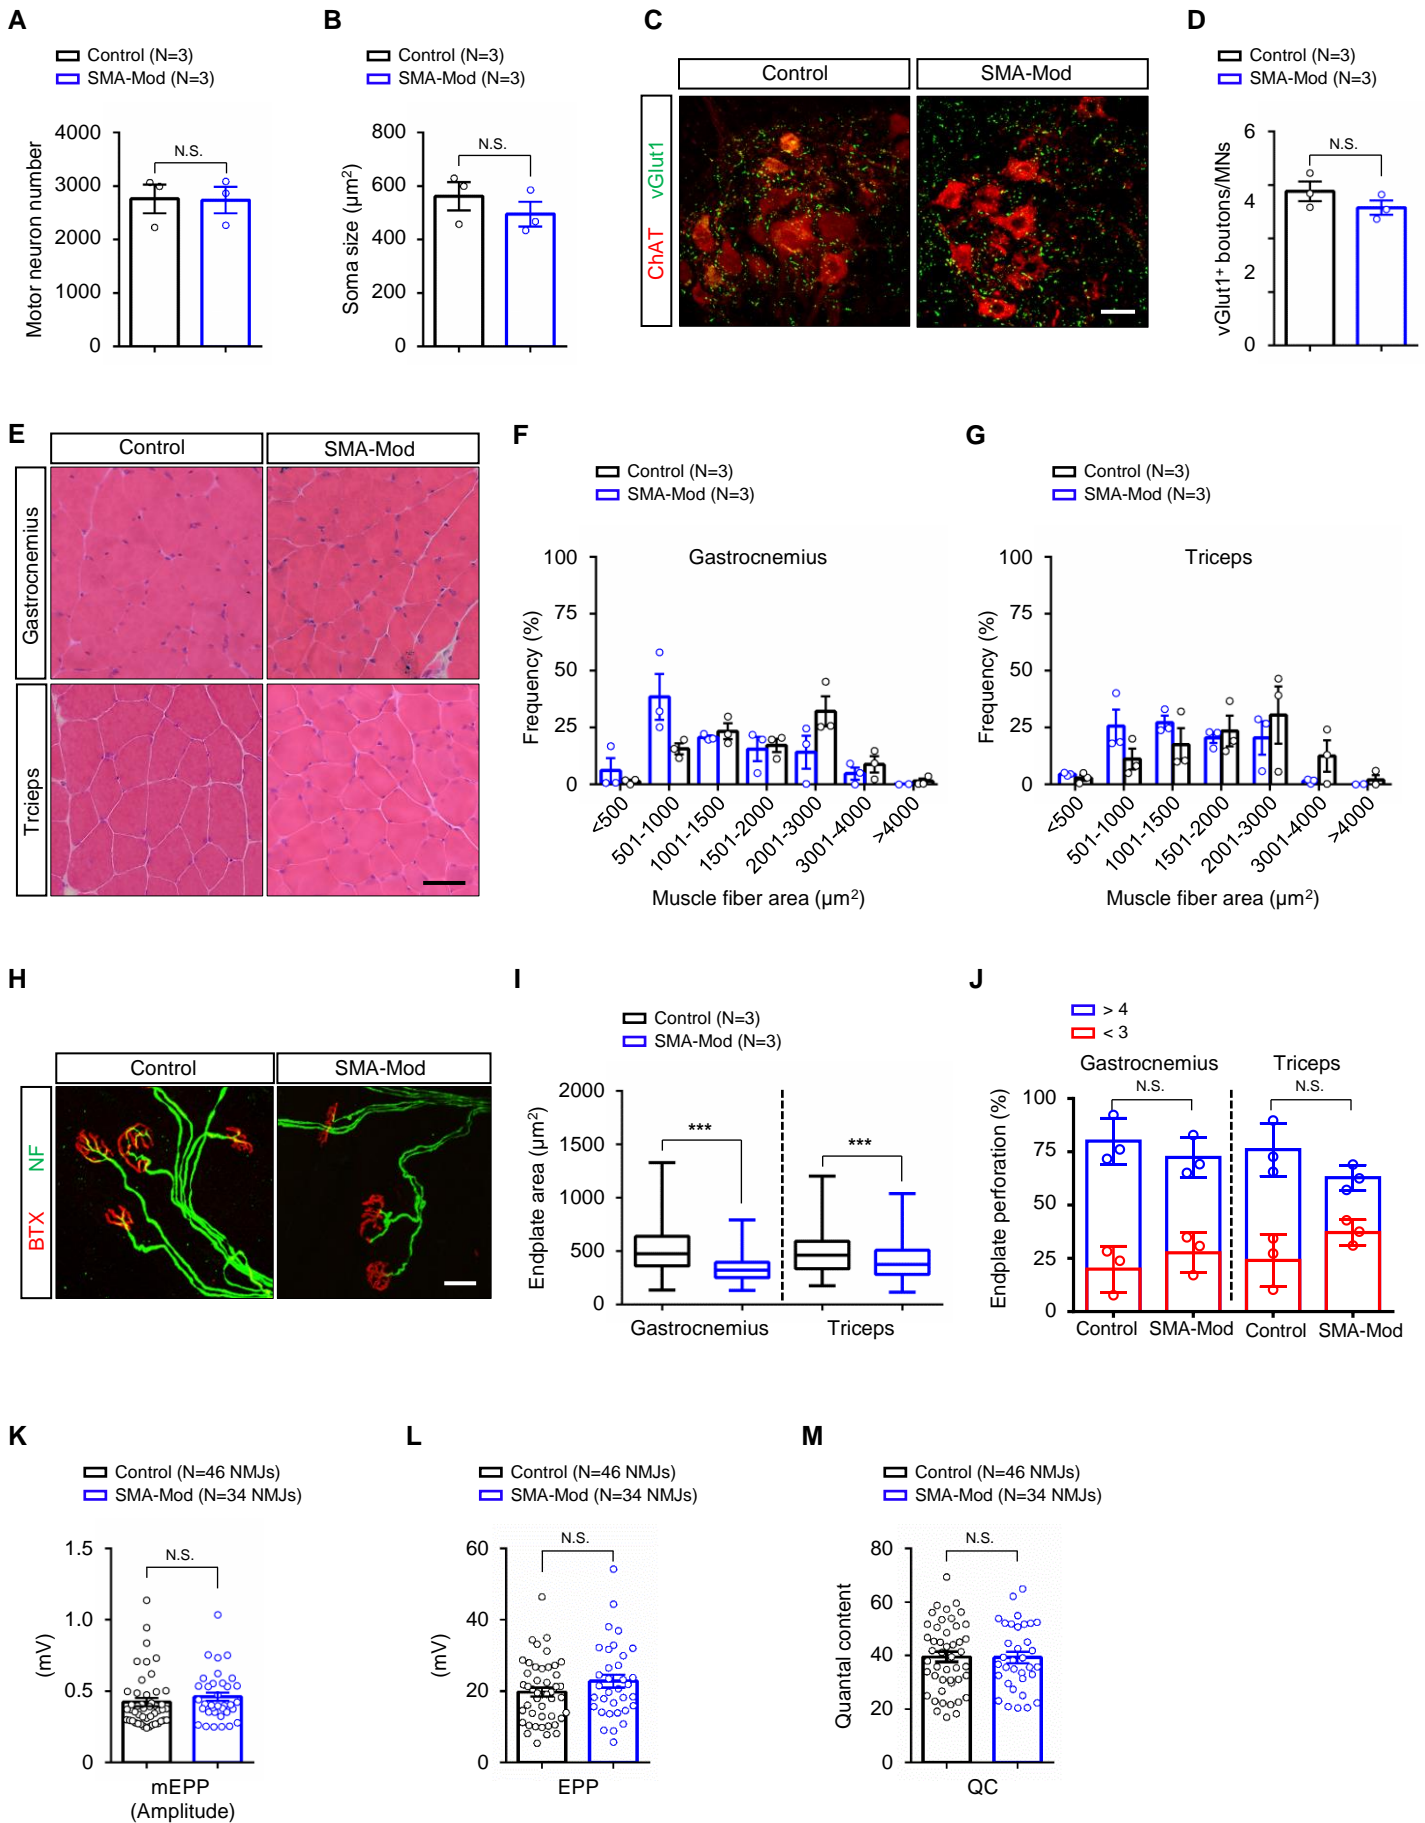 A
Control (N=3)
SMA-Mod (N=3)
4000
3000
2000
1000
0
Motor neuron number
N.S.
B
Control (N=3)
SMA-Mod (N=3)
800
600
400
200
0
Soma size (µm²)
N.S.
C
Control
SMA-Mod
ChAT vGlut1
D
Control (N=3)
SMA-Mod (N=3)
6
4
2
0
vGlut1⁺ boutons/MNs
N.S.
E
Control
SMA-Mod
Gastrocnemius
Trcieps
F
Control (N=3)
SMA-Mod (N=3)
Gastrocnemius
100
75
50
25
0
Frequency (%)
<500
501-1000
1001-1500
1501-2000
2001-3000
3001-4000
>4000
Muscle fiber area (µm²)
G
Control (N=3)
SMA-Mod (N=3)
Triceps
100
75
50
25
0
Frequency (%)
<500
501-1000
1001-1500
1501-2000
2001-3000
3001-4000
>4000
Muscle fiber area (µm²)
H
Control
SMA-Mod
BTX NF
I
Control (N=3)
SMA-Mod (N=3)
2000
1500
1000
500
0
Endplate area (µm²)
***
***
Gastrocnemius
Triceps
J
> 4
< 3
Gastrocnemius
Triceps
N.S.
N.S.
100
75
50
25
0
Endplate perforation (%)
Control
SMA-Mod
Control
SMA-Mod
K
Control (N=46 NMJs)
SMA-Mod (N=34 NMJs)
1.5
1.0
0.5
0
(mV)
N.S.
mEPP
(Amplitude)
L
Control (N=46 NMJs)
SMA-Mod (N=34 NMJs)
60
40
20
0
(mV)
N.S.
EPP
M
Control (N=46 NMJs)
SMA-Mod (N=34 NMJs)
80
60
40
20
0
Quantal content
N.S.
QC